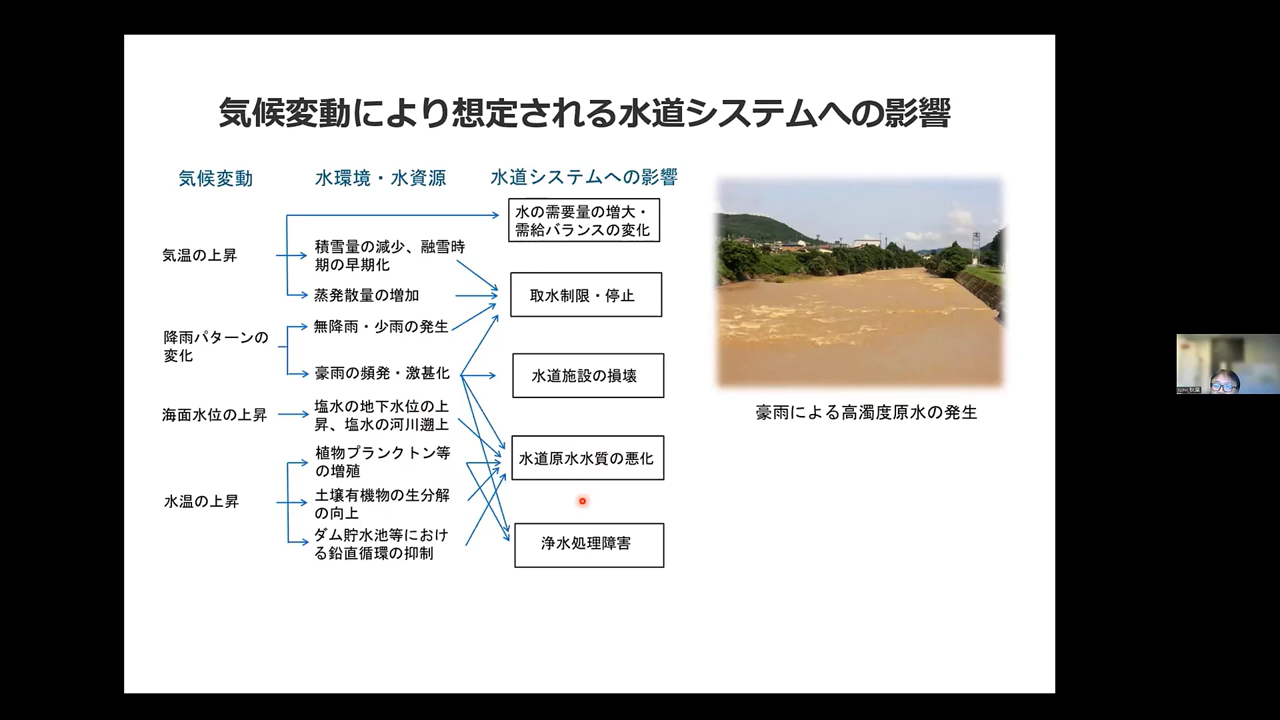 気候変動により想定される水道システムへの影響
気候変動
水環境・水資源
水道システムへの影響
水の需要量の増大・
需給バランスの変化
気温の上昇
積雪量の減少、融雪時
期の早期化
蒸発散量の増加
取水制限・停止
降雨パターンの
変化
無降雨・少雨の発生
豪雨の頻発・激甚化
水道施設の損壊
海面水位の上昇
塩水の地下水位の上
昇、塩水の河川遡上
植物プランクトン等
の増殖
水道原水水質の悪化
水温の上昇
土壌有機物の生分解
の向上
ダム貯水池等におけ
る鉛直循環の抑制
浄水処理障害
豪雨による高濁度原水の発生